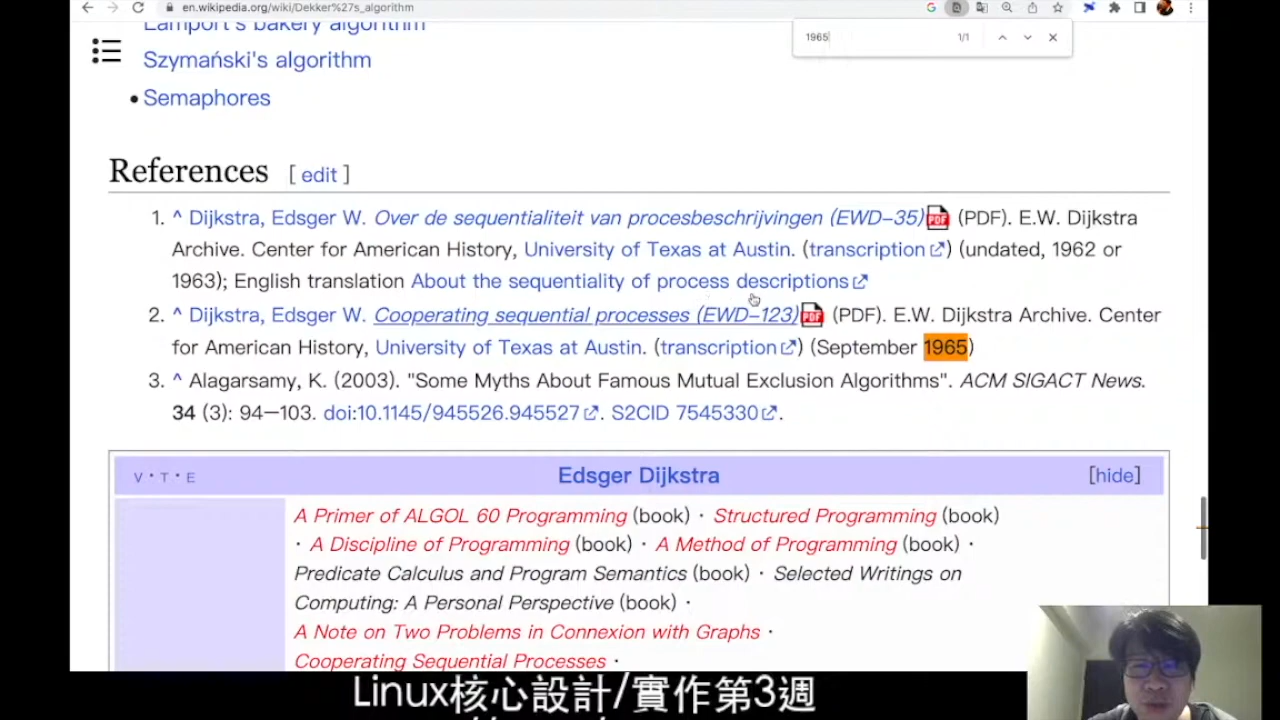 en.wikipedia.org/wiki/Dekker%27s_algorithm
1965
1/1
Lamport's bakery algorithm
Szymański's algorithm
• Semaphores
References [ edit ]
1. ^ Dijkstra, Edsger W. Over de sequentialiteit van procesbeschrijvingen (EWD-35) PDF (PDF). E.W. Dijkstra
Archive. Center for American History, University of Texas at Austin. (transcription) (undated, 1962 or
1963); English translation About the sequentiality of process descriptions
2. ^ Dijkstra, Edsger W. Cooperating sequential processes (EWD-123) PDF (PDF). E.W. Dijkstra Archive. Center
for American History, University of Texas at Austin. (transcription) (September 1965)
3. ^ Alagarsamy, K. (2003). "Some Myths About Famous Mutual Exclusion Algorithms". ACM SIGACT News.
34 (3): 94–103. doi:10.1145/945526.945527. S2CID 7545330.
V · T · E
Edsger Dijkstra
[hide]
A Primer of ALGOL 60 Programming (book) · Structured Programming (book)
· A Discipline of Programming (book) · A Method of Programming (book) ·
Predicate Calculus and Program Semantics (book) · Selected Writings on
Computing: A Personal Perspective (book) ·
A Note on Two Problems in Connexion with Graphs ·
Cooperating Sequential Processes ·
Linux核心設計/實作第3週